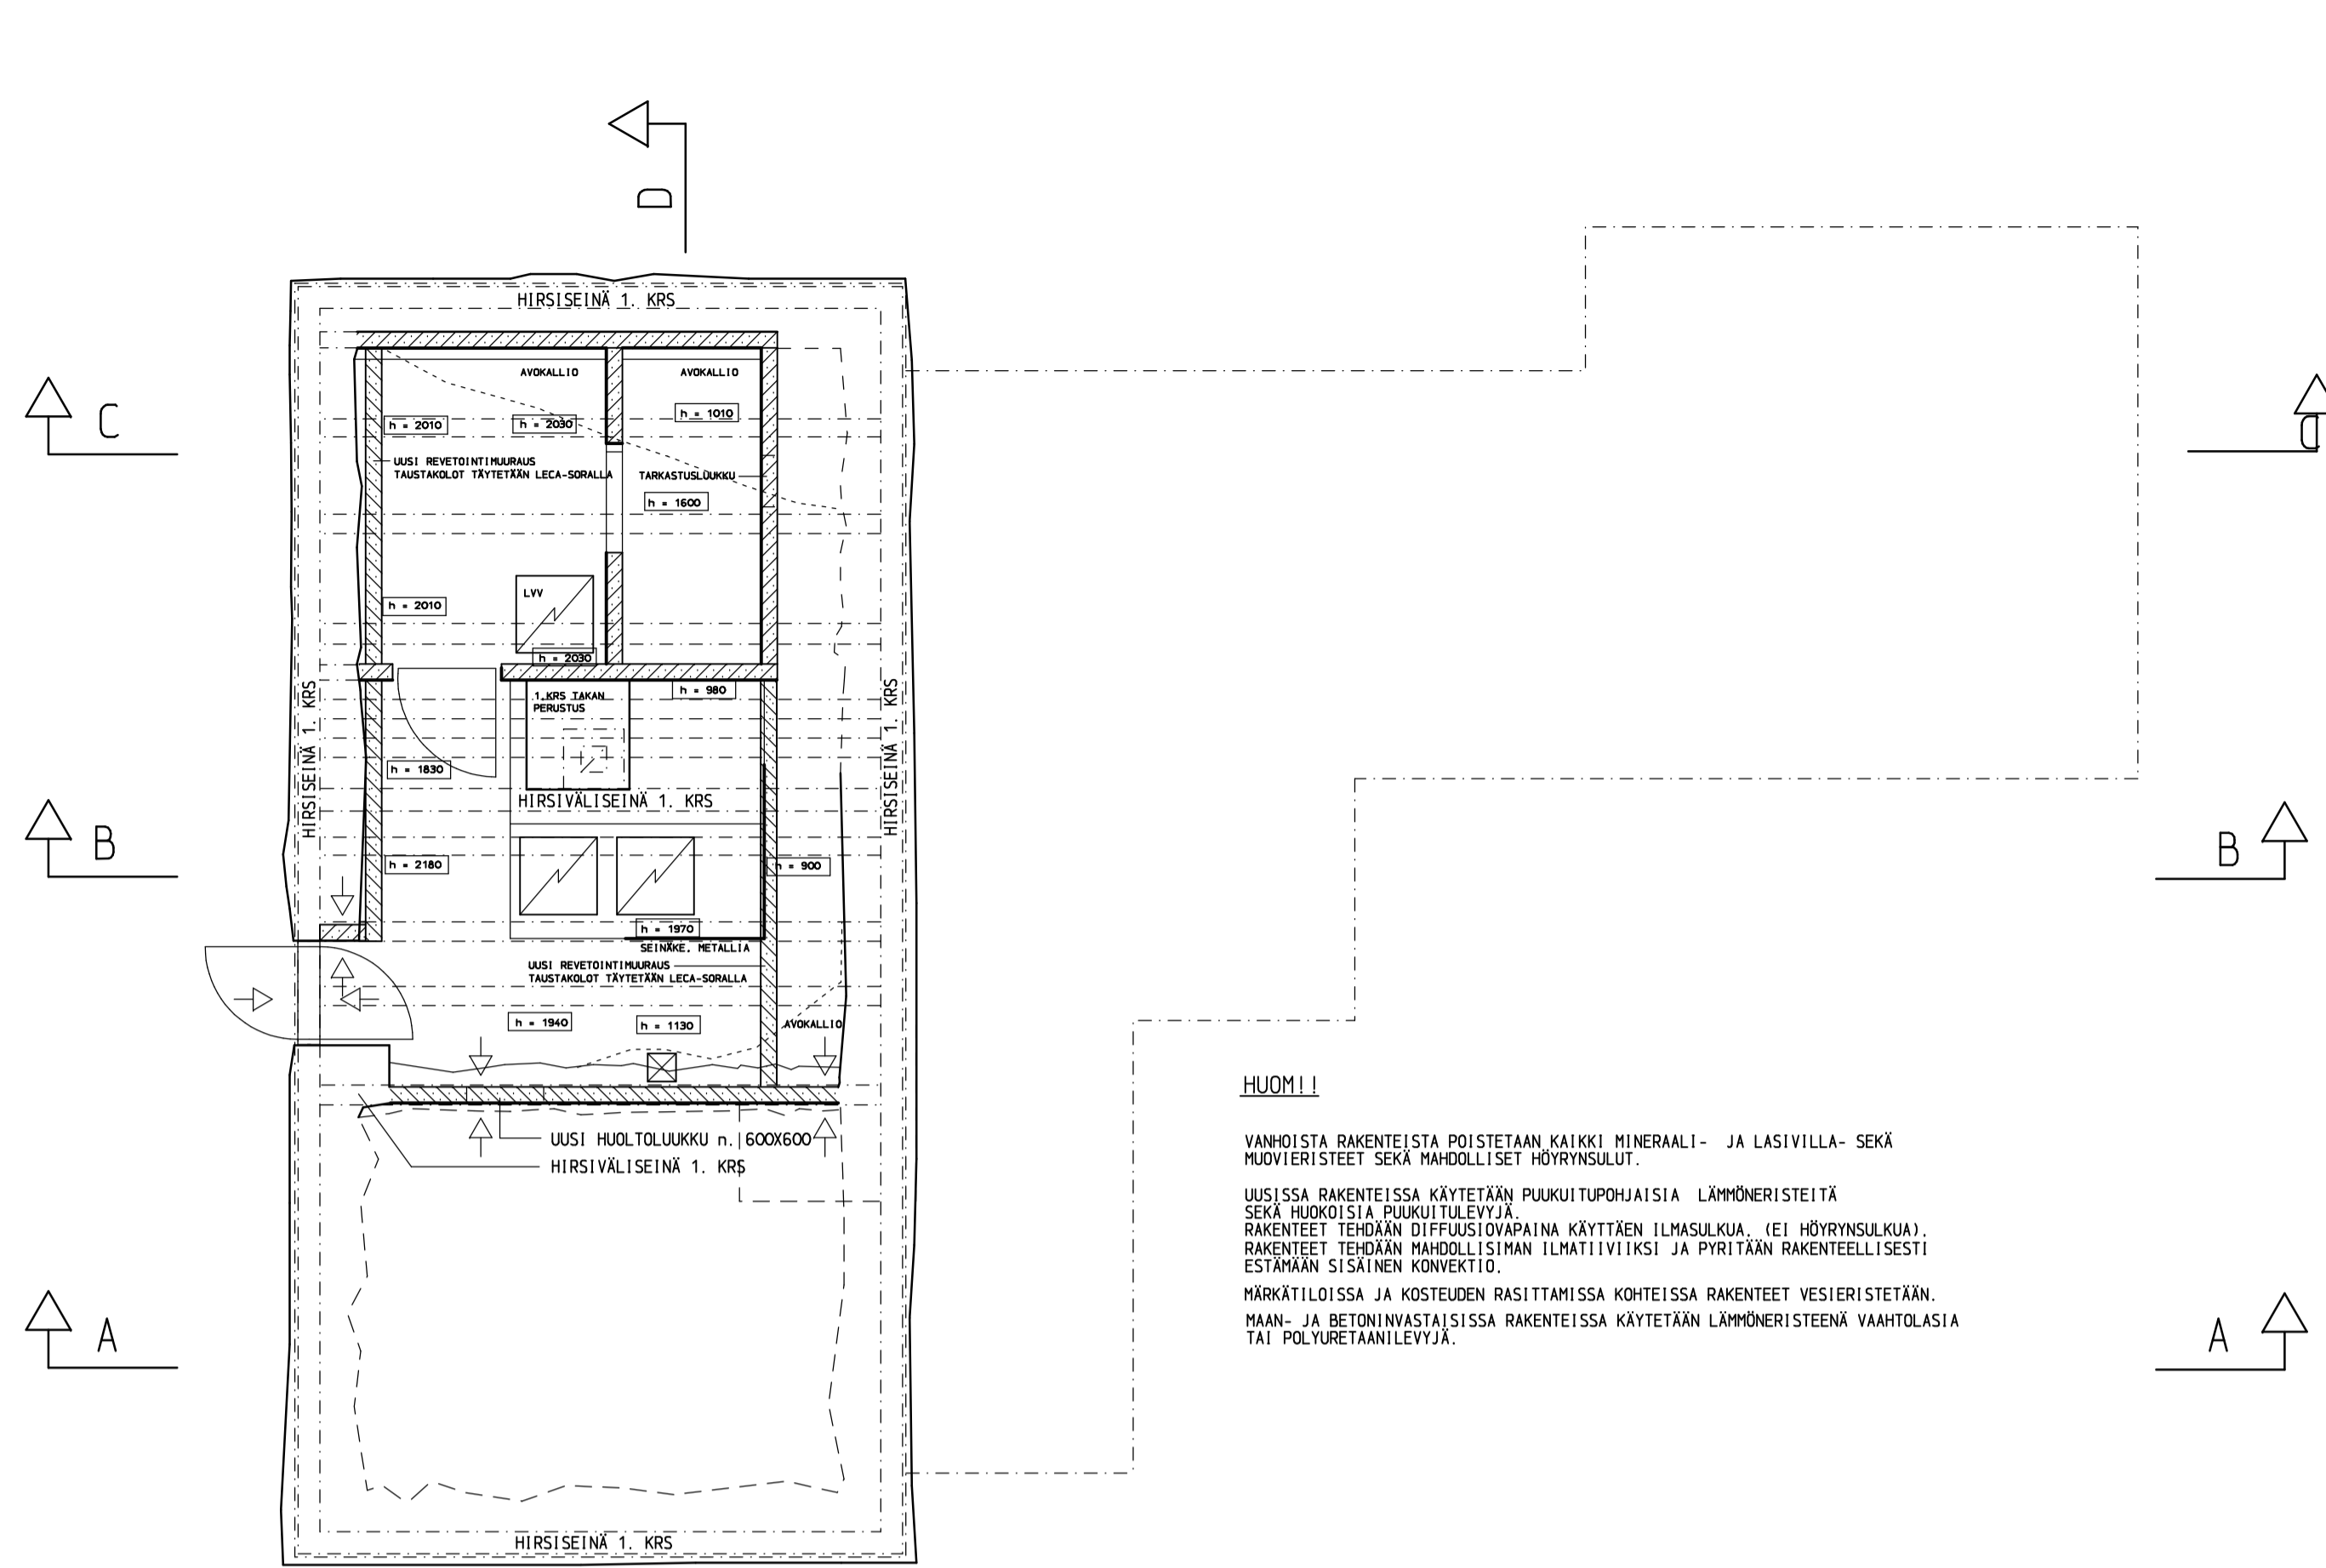 D
HIRSISEINÄ 1. KRS
AVOKALLIO
AVOKALLIO
C
h = 2010
h = 2030
h = 1010
UUSI REVETOINTIMUURAUS
TAUSTAKOLOT TÄYTETÄÄN LECA-SORALLA
TARKASTUSLUUKKU
h = 1600
LVV
h = 2010
h = 2030
1.KRS TAKAN
PERUSTUS
h = 980
HIRSISEINÄ 1. KRS
HIRSISEINÄ 1. KRS
h = 1830
HIRSIVÄLISEINÄ 1. KRS
B
B
h = 2180
h = 900
h = 1970
SEINÄKE. METALLIA
UUSI REVETOINTIMUURAUS
TAUSTAKOLOT TÄYTETÄÄN LECA-SORALLA
h = 1940
h = 1130
AVOKALLIO
UUSI HUOLTOLUUKKU n. 600X600
HIRSIVÄLISEINÄ 1. KRS
HUOM!!
VANHOISTA RAKENTEISTA POISTETAAN KAIKKI MINERAALI- JA LASIVILLA- SEKÄ
MUOVIERISTEET SEKÄ MAHDOLLISET HÖYRYNSULUT.
UUSISSA RAKENTEISSA KÄYTETÄÄN PUUKUITUPOHJAISIA LÄMMÖNERISTEITÄ
SEKÄ HUOKOISIA PUUKUITULEVYJÄ.
RAKENTEET TEHDÄÄN DIFFUUSIOVAPAINA KÄYTTÄEN ILMASULKUA. (EI HÖYRYNSULKUA).
RAKENTEET TEHDÄÄN MAHDOLLISIMAN ILMATIIVIIKSI JA PYRITÄÄN RAKENTEELLISESTI
ESTÄMÄÄN SISÄINEN KONVEKTIO.
MÄRKÄTILOISSA JA KOSTEUDEN RASITTAMISSA KOHTEISSA RAKENTEET VESIERISTETÄÄN.
MAAN- JA BETONINVASTAISISSA RAKENTEISSA KÄYTETÄÄN LÄMMÖNERISTEENÄ VAAHTOLASIA
TAI POLYURETAANILEVYJÄ.
A
A
HIRSISEINÄ 1. KRS